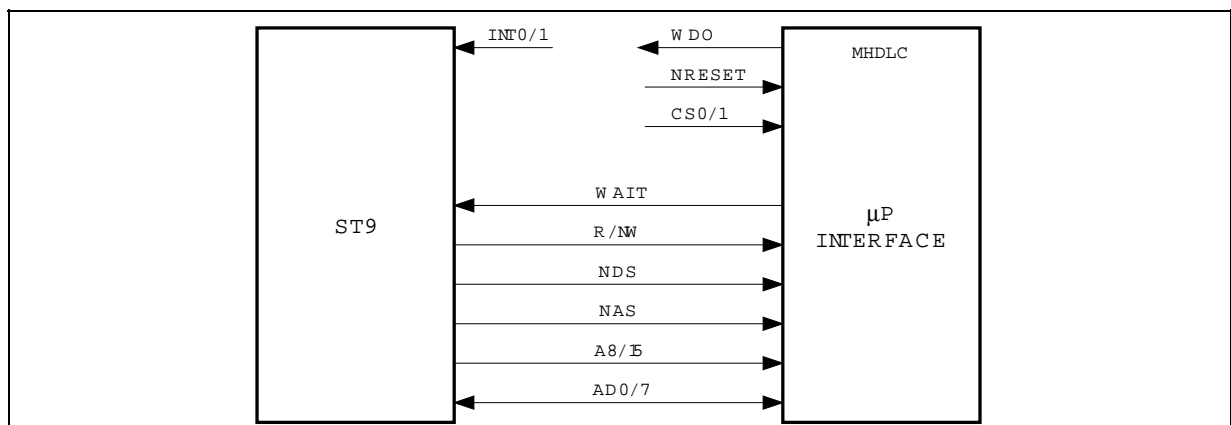 INT0/1
WDO
MHDLC
NRESET
CS0/1
WAIT
ST9
µP
INTERFACE
R/NW
NDS
NAS
A8/15
AD0/7